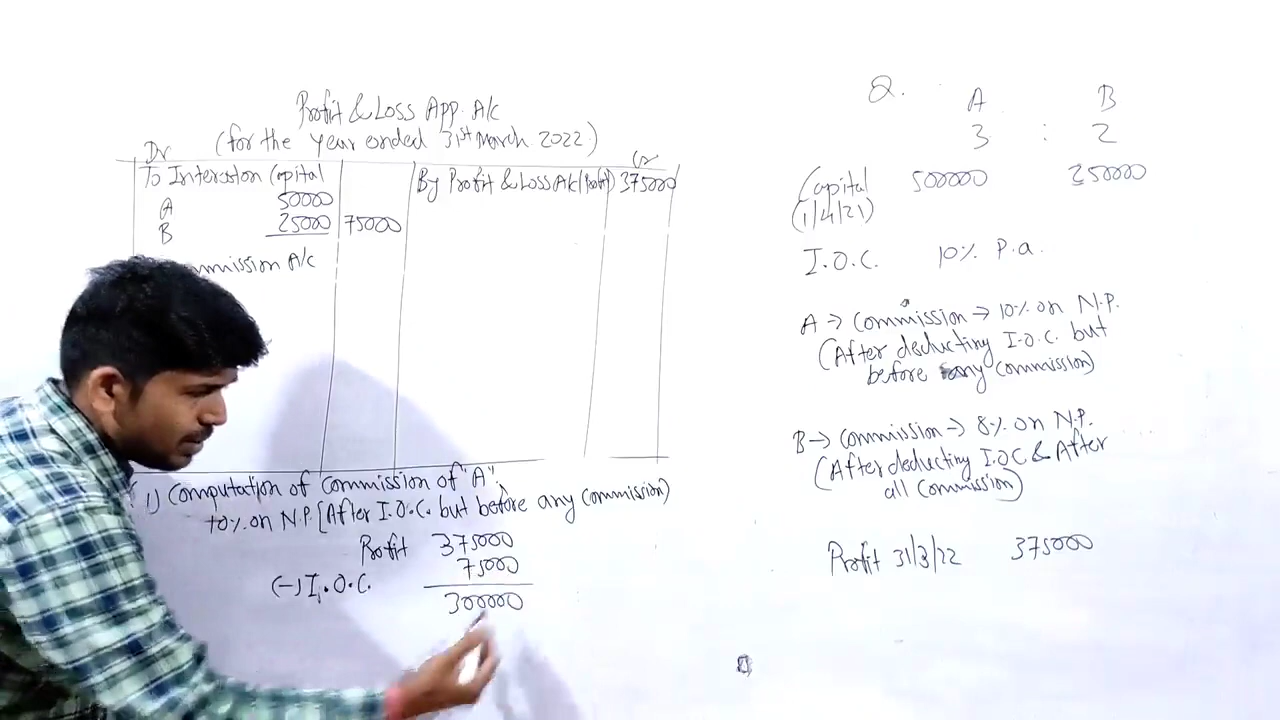 Profit & Loss App. A/c
(for the year ended 31st March 2022)
Dr Cr
To Interest on Capital By Profit & Loss A/c (Profit) 375000
A 50000
B 25000 75000
mmission A/c
(1) Computation of Commission of "A":
10% on N.P. [After I.O.C. but before any commission)
Profit 375000
(-) I.O.C. 75000
300000
Q.
A B
3 : 2
Capital 500000 250000
(1/4/21)
I.O.C. 10% P.a.
A → Commission → 10% on N.P.
(After deducting I.O.C. but
before any commission)
B → Commission → 8% on N.P.
(After deducting I.O.C & After
all Commission)
Profit 31/3/22 375000